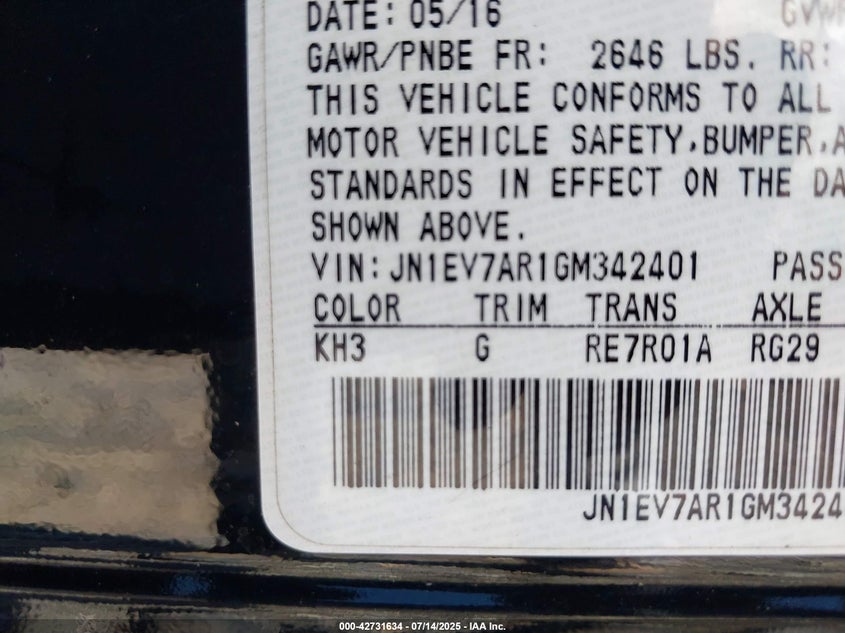 DATE: 05/16 GVWR
GAWR/PNBE FR: 2646 LBS. RR:
THIS VEHICLE CONFORMS TO ALL
MOTOR VEHICLE SAFETY,BUMPER,A
STANDARDS IN EFFECT ON THE DA
SHOWN ABOVE.
VIN:JN1EV7AR1GM342401 PASS
COLOR TRIM TRANS AXLE
KH3 G RE7R01A RG29
JN1EV7AR1GM3424
000-42731634 - 07/14/2025 - IAA Inc.